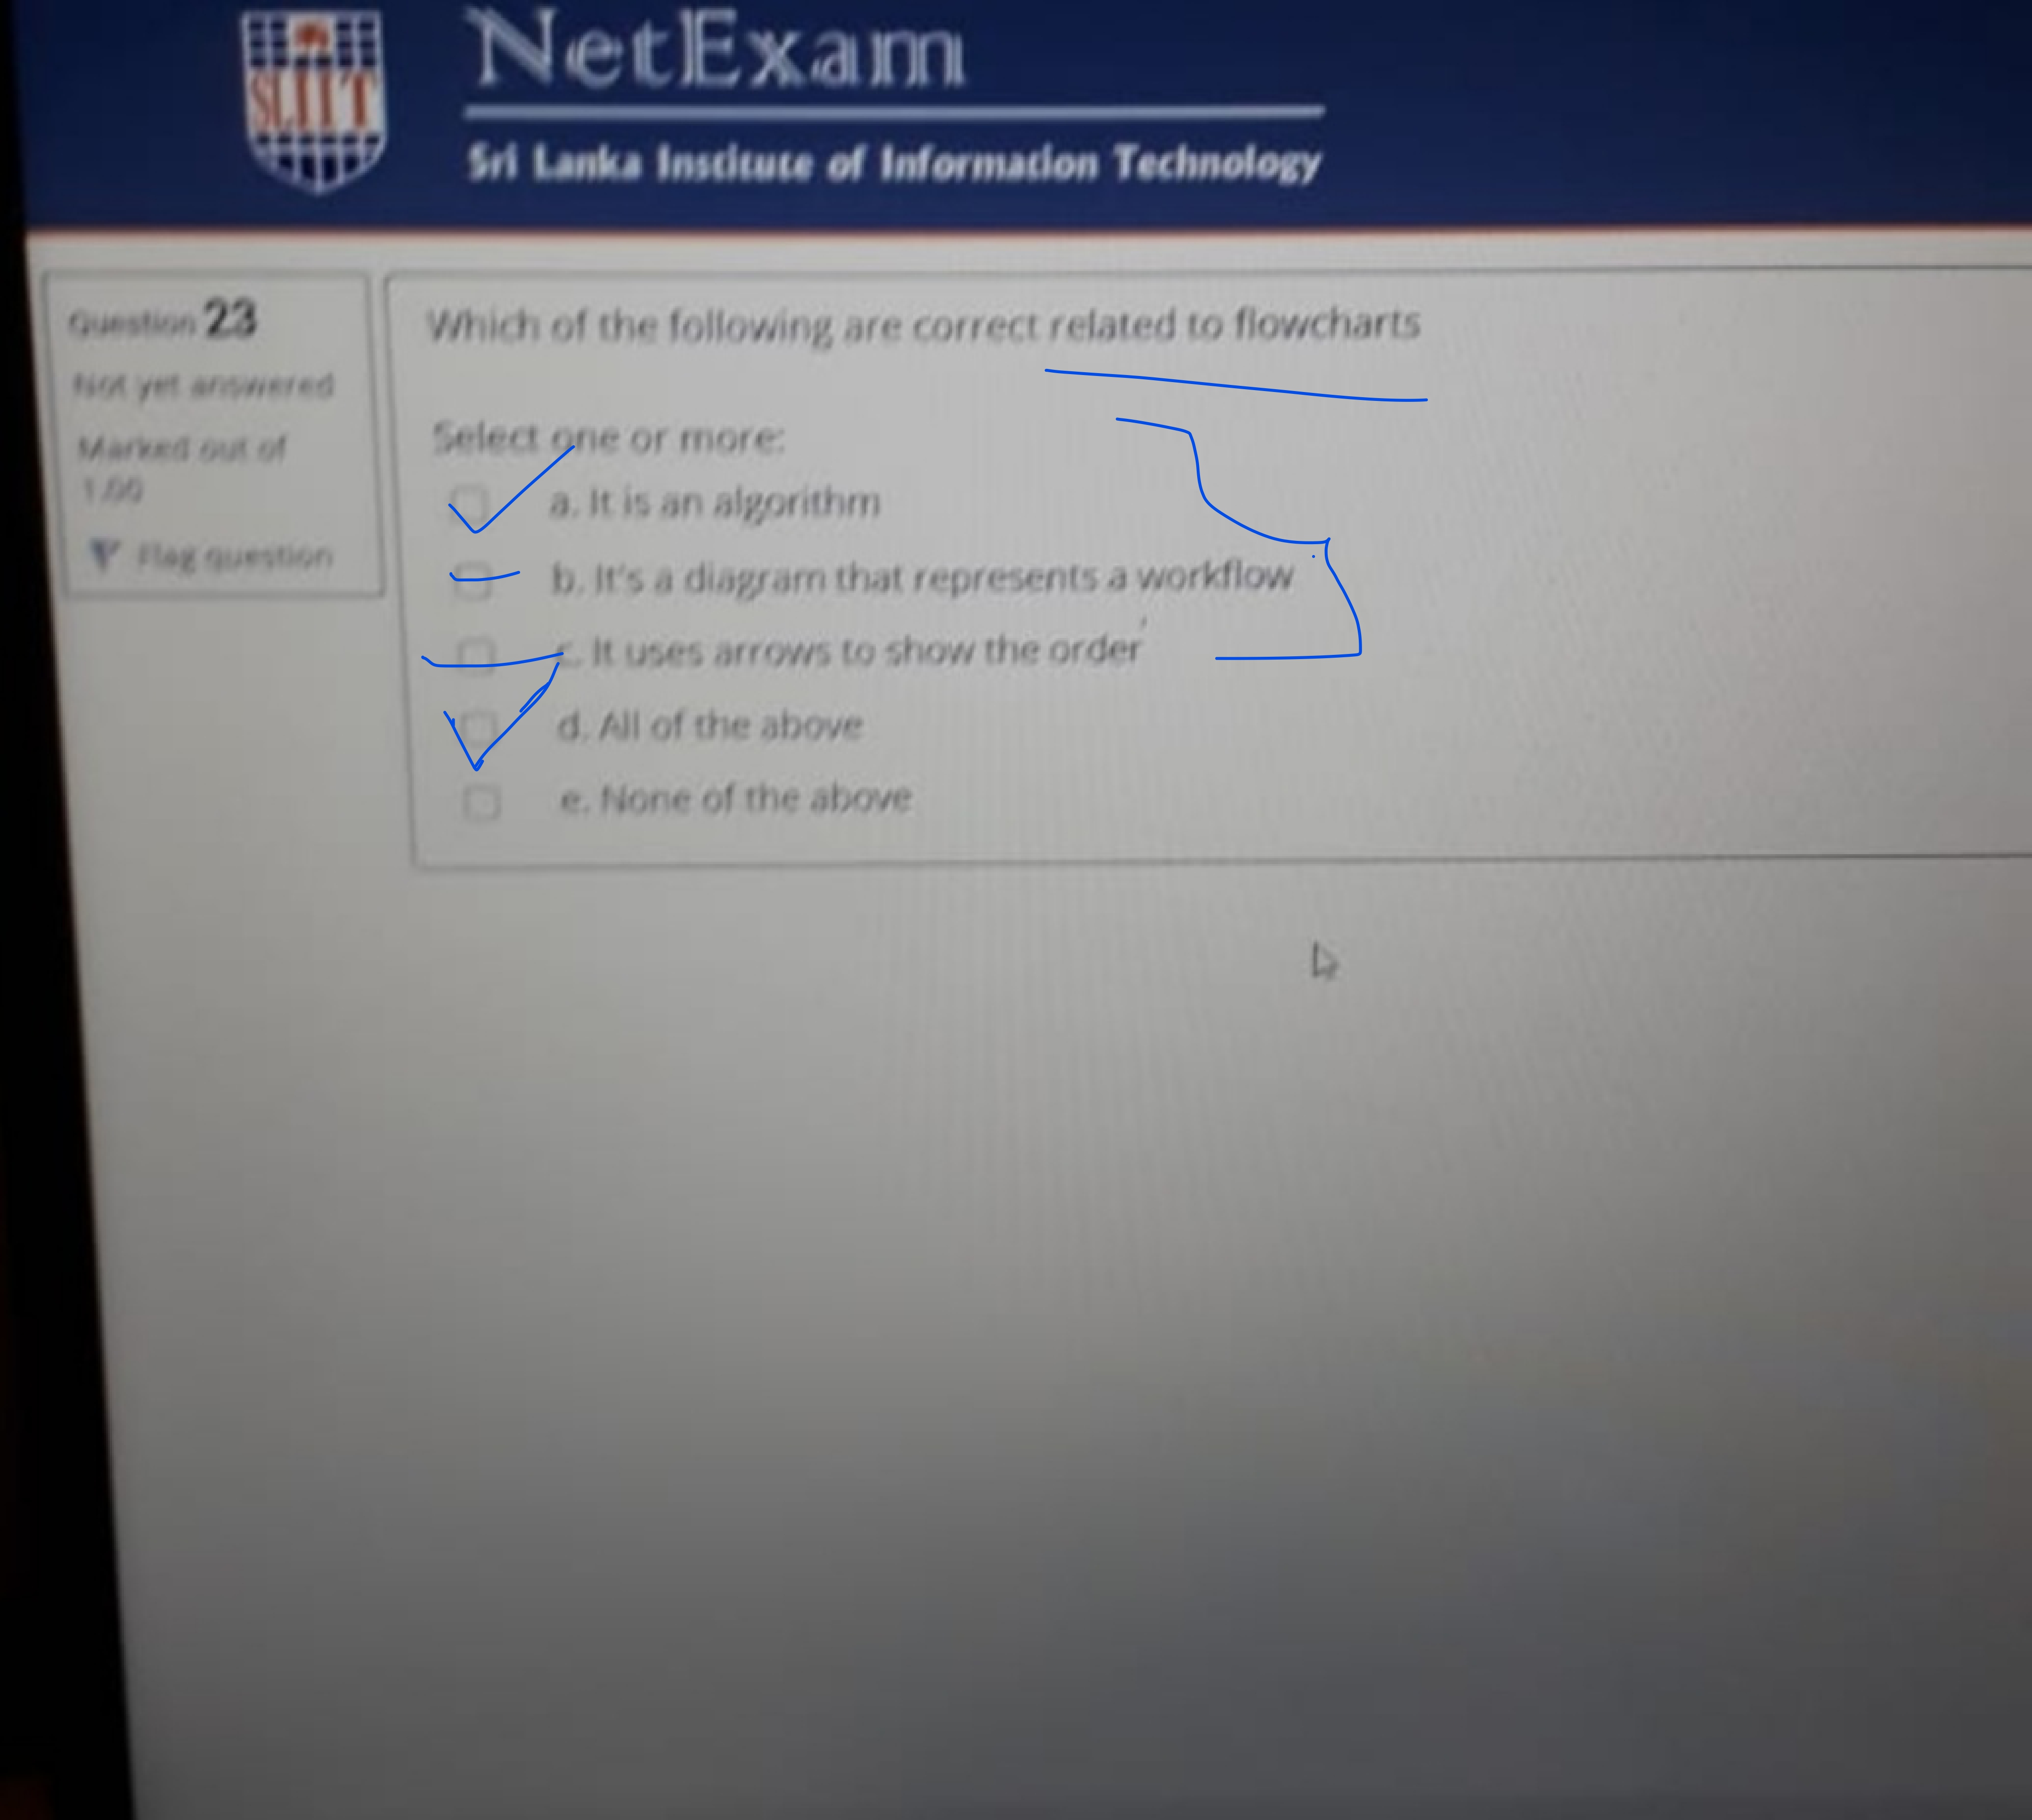 SLIIT
NetExam
Sri Lanka Institute of Information Technology
Question 23
Not yet answered
Marked out of
1.00
Flag question
Which of the following are correct related to flowcharts
Select one or more:
a. It is an algorithm
b. It's a diagram that represents a workflow
c. It uses arrows to show the order
d. All of the above
e. None of the above